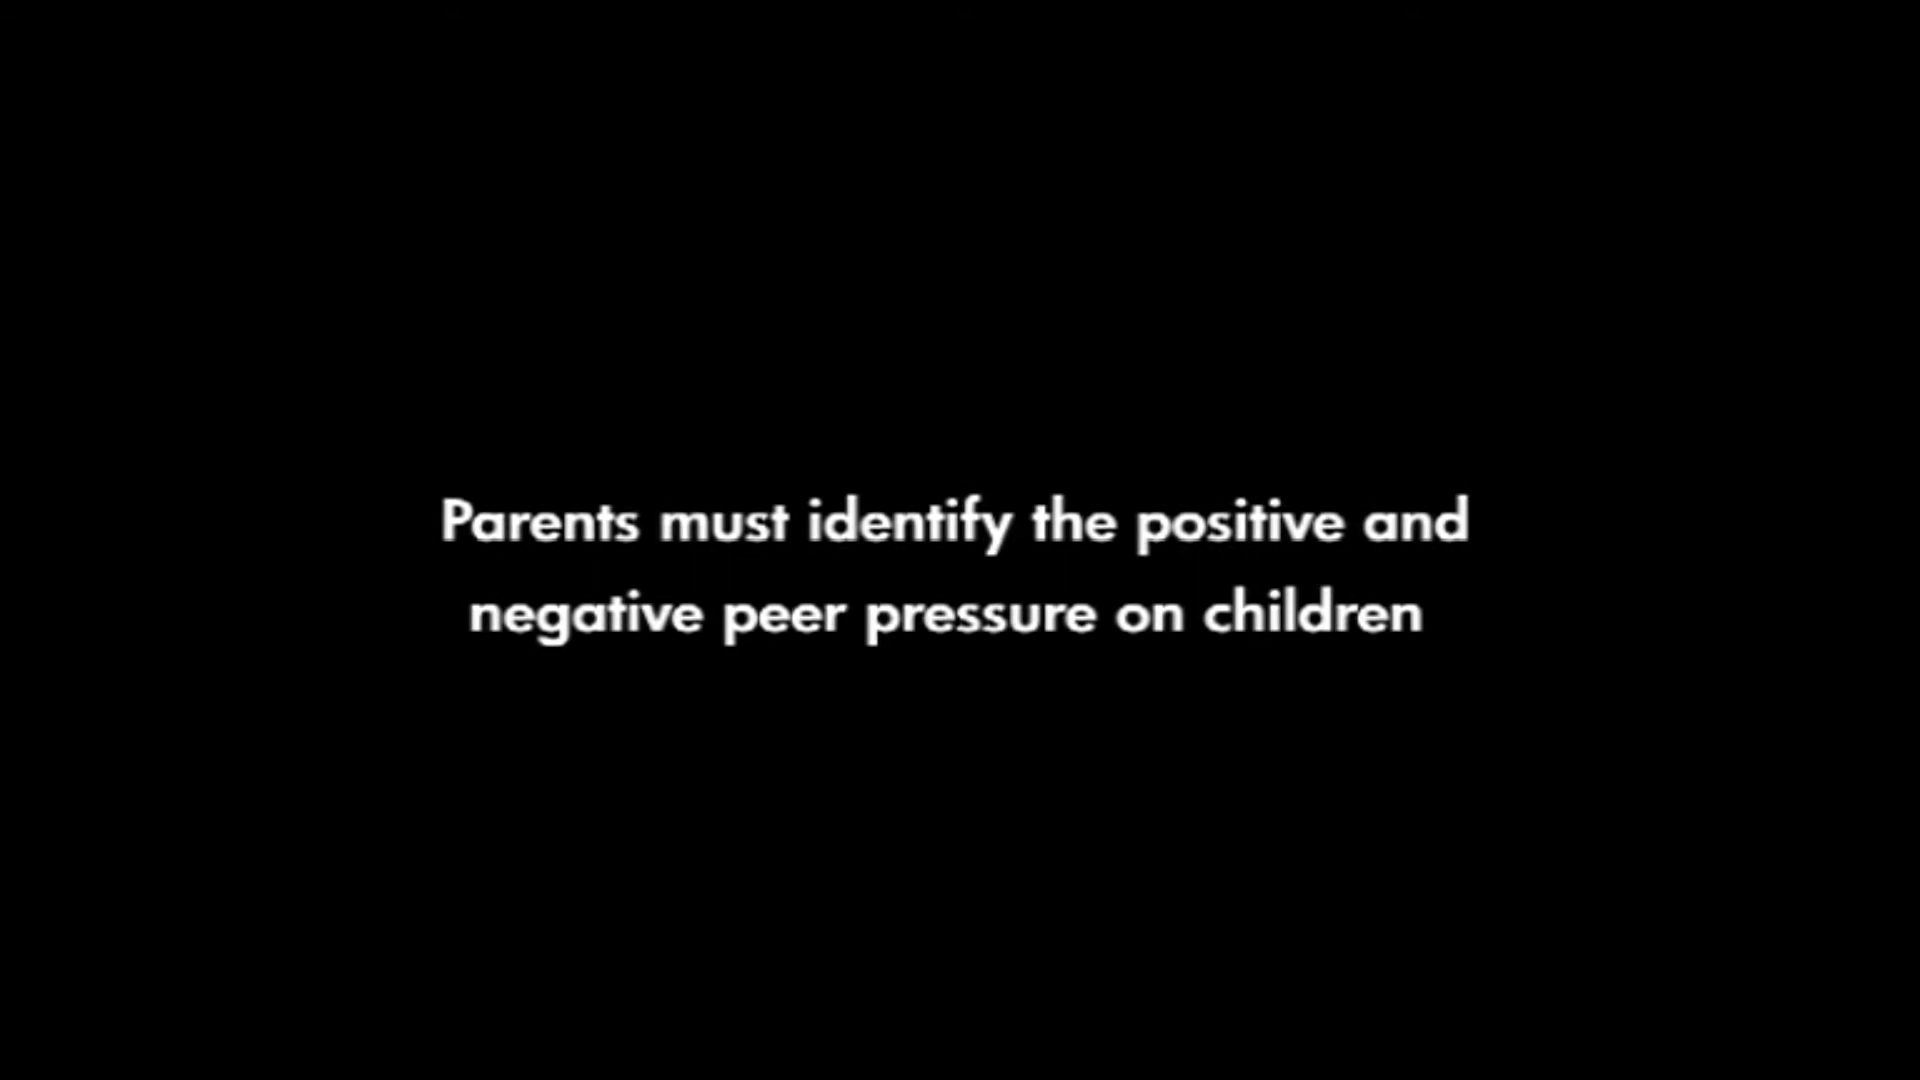 Parents must identify the positive and
negative peer pressure on children